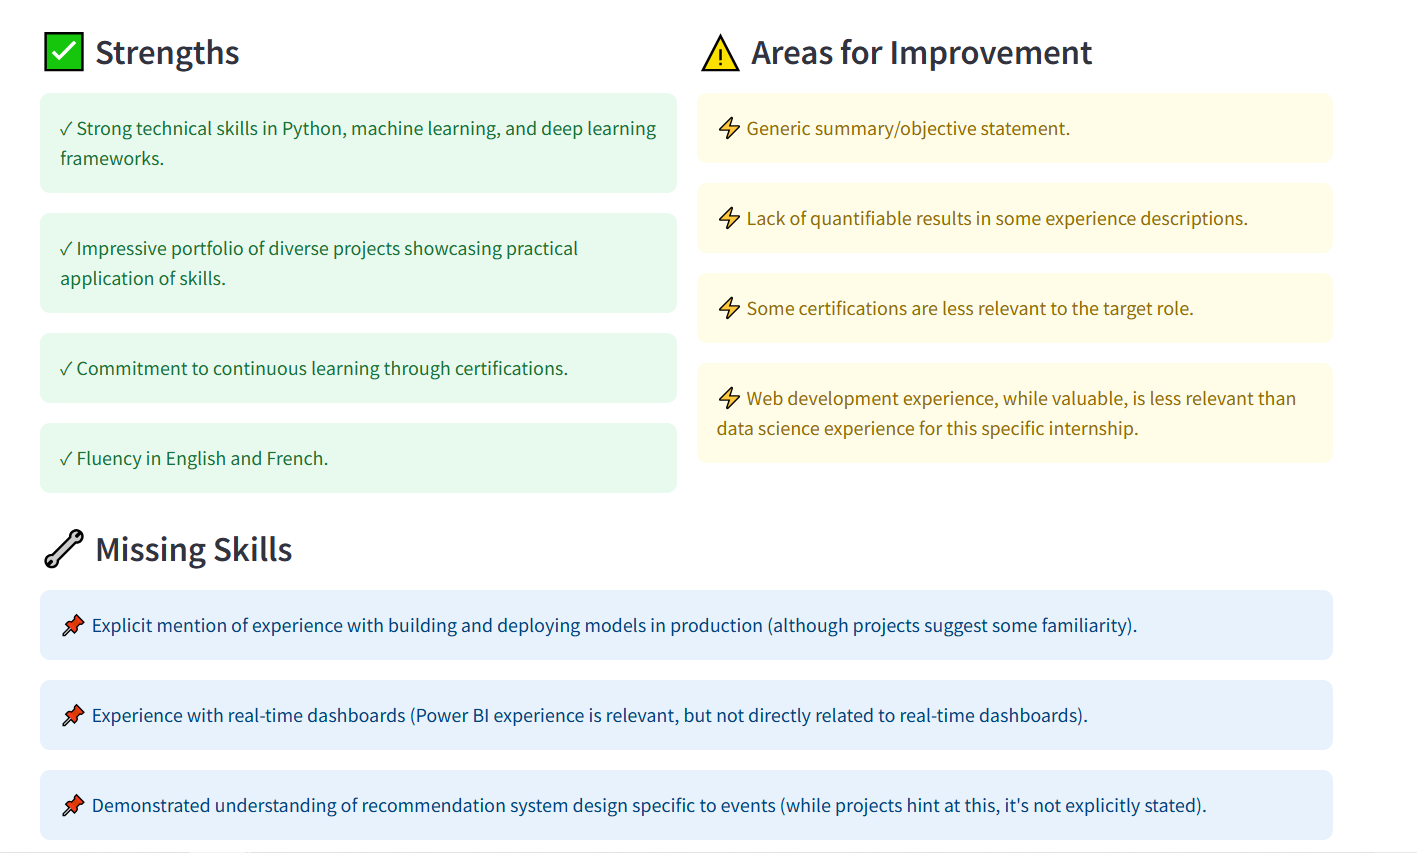 Strengths
✓ Strong technical skills in Python, machine learning, and deep learning
frameworks.
✓ Impressive portfolio of diverse projects showcasing practical
application of skills.
✓ Commitment to continuous learning through certifications.
✓ Fluency in English and French.
Areas for Improvement
⚡ Generic summary/objective statement.
⚡ Lack of quantifiable results in some experience descriptions.
⚡ Some certifications are less relevant to the target role.
⚡ Web development experience, while valuable, is less relevant than
data science experience for this specific internship.
Missing Skills
📌 Explicit mention of experience with building and deploying models in production (although projects suggest some familiarity).
📌 Experience with real-time dashboards (Power BI experience is relevant, but not directly related to real-time dashboards).
📌 Demonstrated understanding of recommendation system design specific to events (while projects hint at this, it's not explicitly stated).